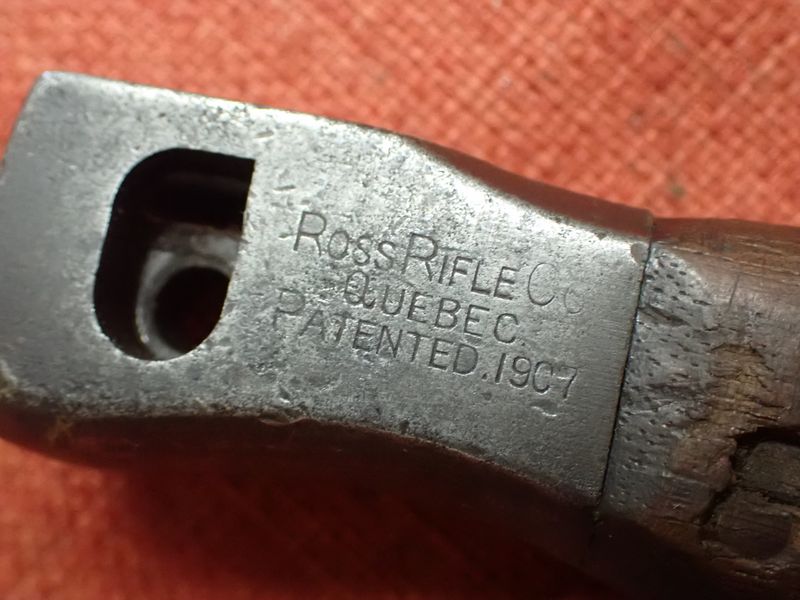 Ross Rifle Co
Quebec.
Patented.1907